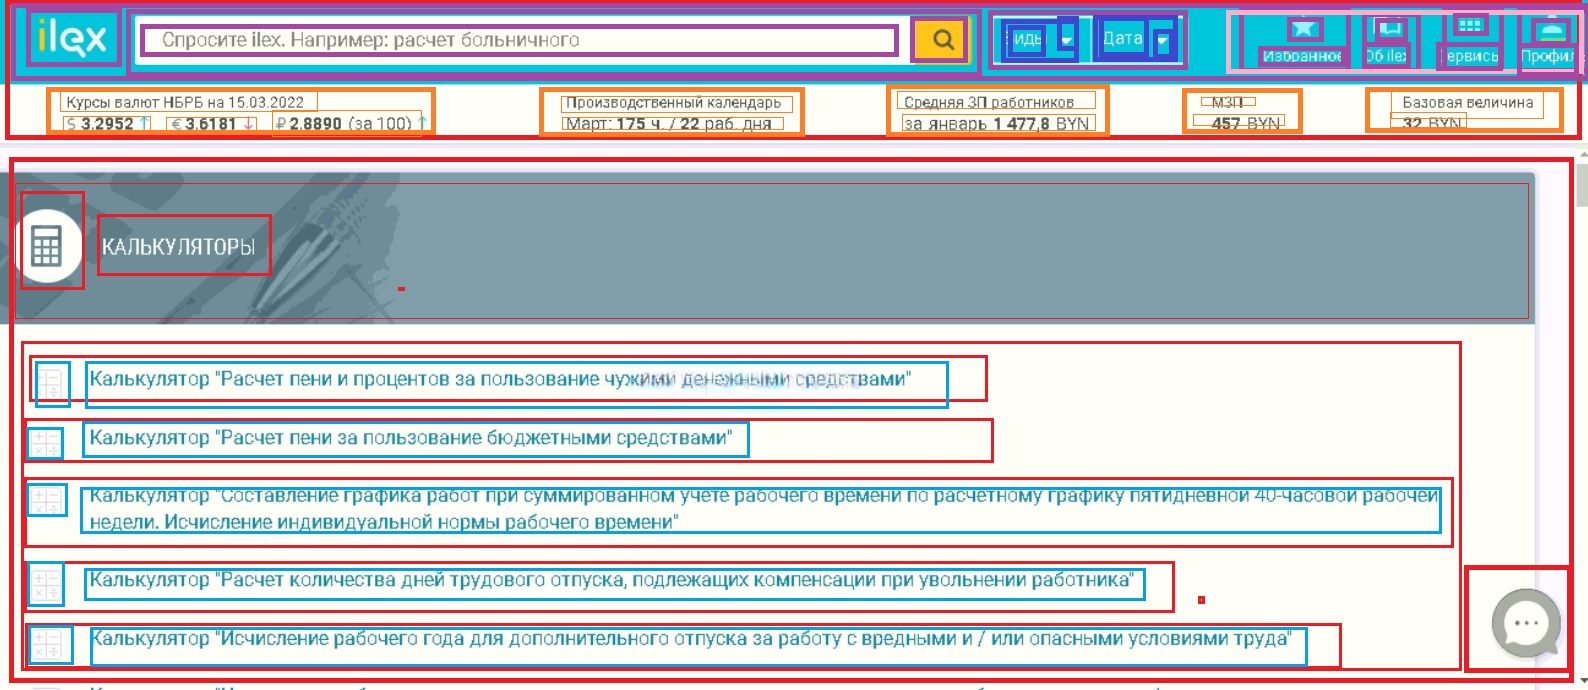 ilex
Спросите ilex. Например: расчет больничного
Виды
Дата
Избранное
Об ilex
Сервисы
Профиль
Курсы валют НБРБ на 15.03.2022
$ 3,2952 ↑ € 3,6181 ↓ ₽ 2,8890 (за 100) ↑
Производственный календарь
Март: 175 ч. / 22 раб. дня
Средняя ЗП работников
за январь 1 477,8 BYN
МЗП
457 BYN
Базовая величина
32 BYN
КАЛЬКУЛЯТОРЫ
Калькулятор "Расчет пени и процентов за пользование чужими денежными средствами"
Калькулятор "Расчет пени за пользование бюджетными средствами"
Калькулятор "Составление графика работ при суммированном учете рабочего времени по расчетному графику пятидневной 40-часовой рабочей
недели. Исчисление индивидуальной нормы рабочего времени"
Калькулятор "Расчет количества дней трудового отпуска, подлежащих компенсации при увольнении работника"
Калькулятор "Исчисление рабочего года для дополнительного отпуска за работу с вредными и / или опасными условиями труда"